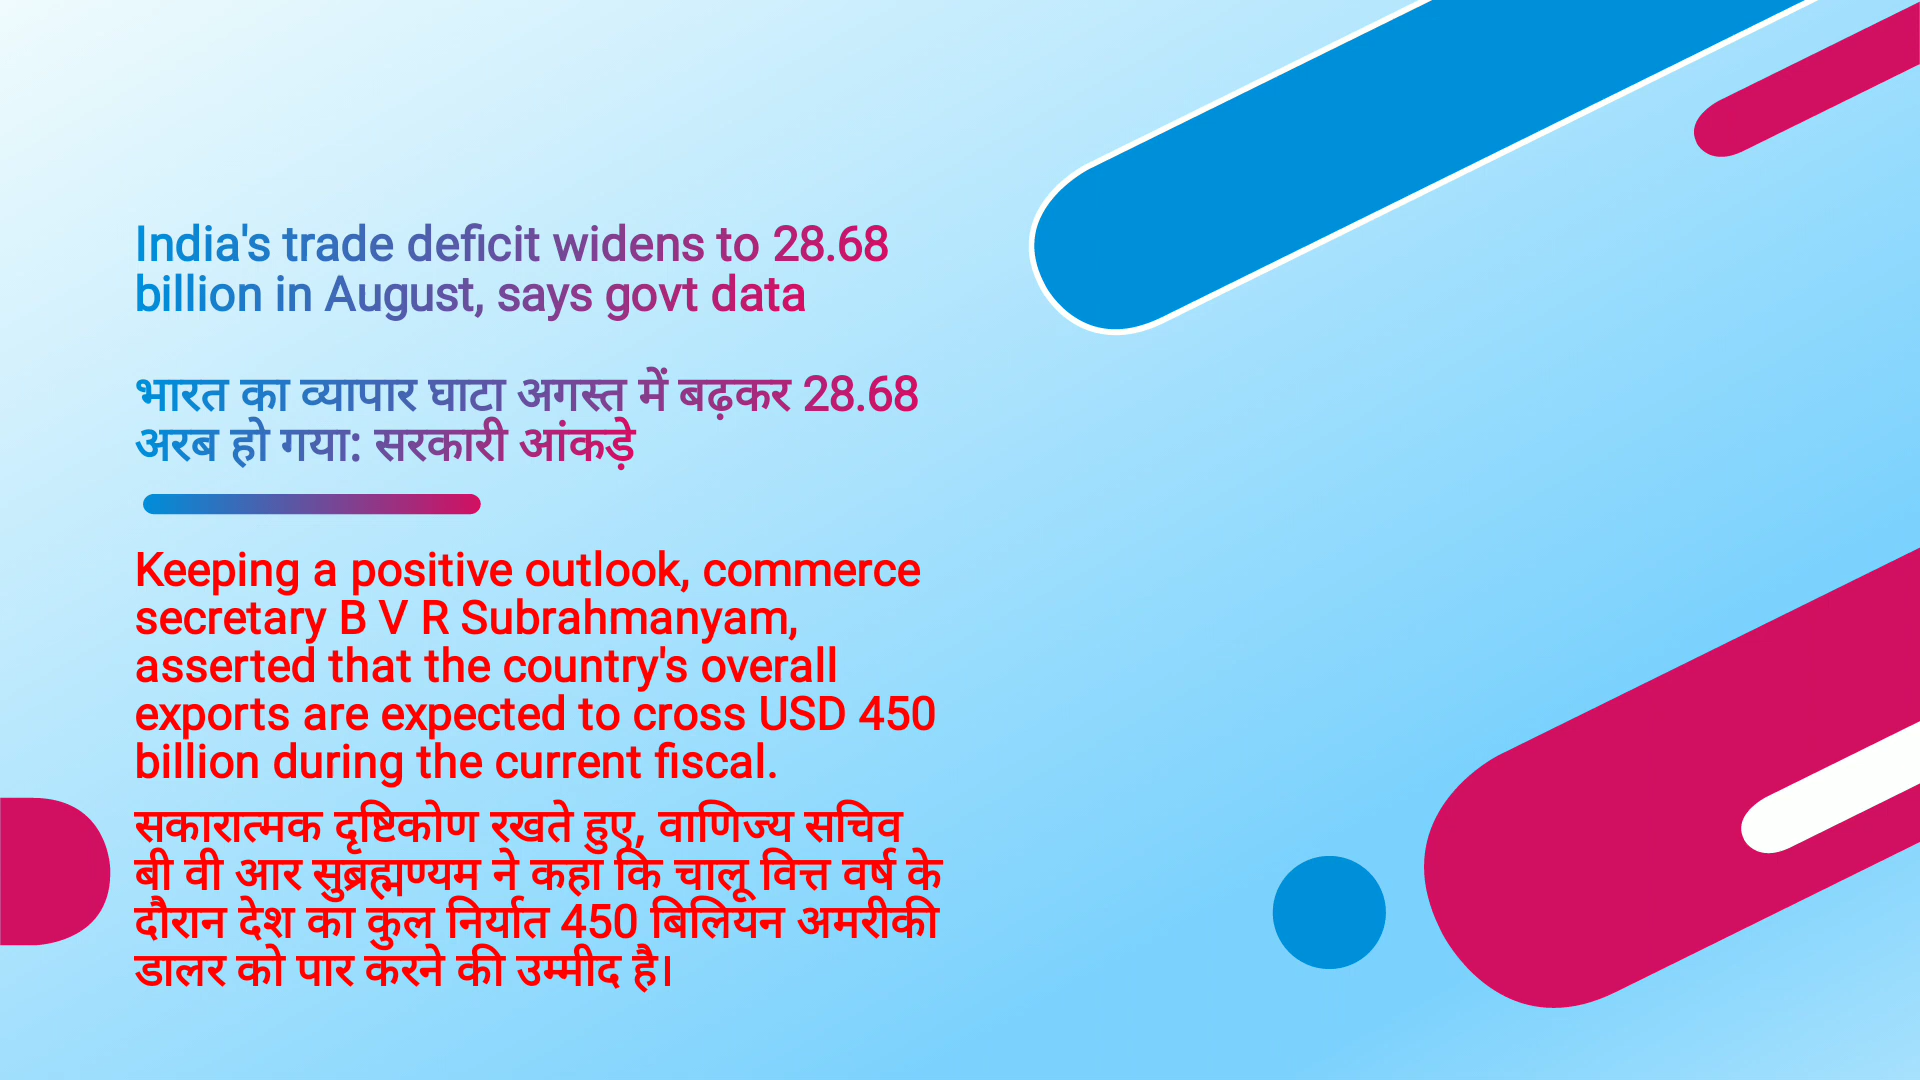 India's trade deficit widens to 28.68
billion in August, says govt data
भारत का व्यापार घाटा अगस्त में बढ़कर 28.68
अरब हो गया: सरकारी आंकड़े
Keeping a positive outlook, commerce
secretary B V R Subrahmanyam,
asserted that the country's overall
exports are expected to cross USD 450
billion during the current fiscal.
सकारात्मक दृष्टिकोण रखते हुए, वाणिज्य सचिव
बी वी आर सुब्रह्मण्यम ने कहा कि चालू वित्त वर्ष के
दौरान देश का कुल निर्यात 450 बिलियन अमरीकी
डालर को पार करने की उम्मीद है।